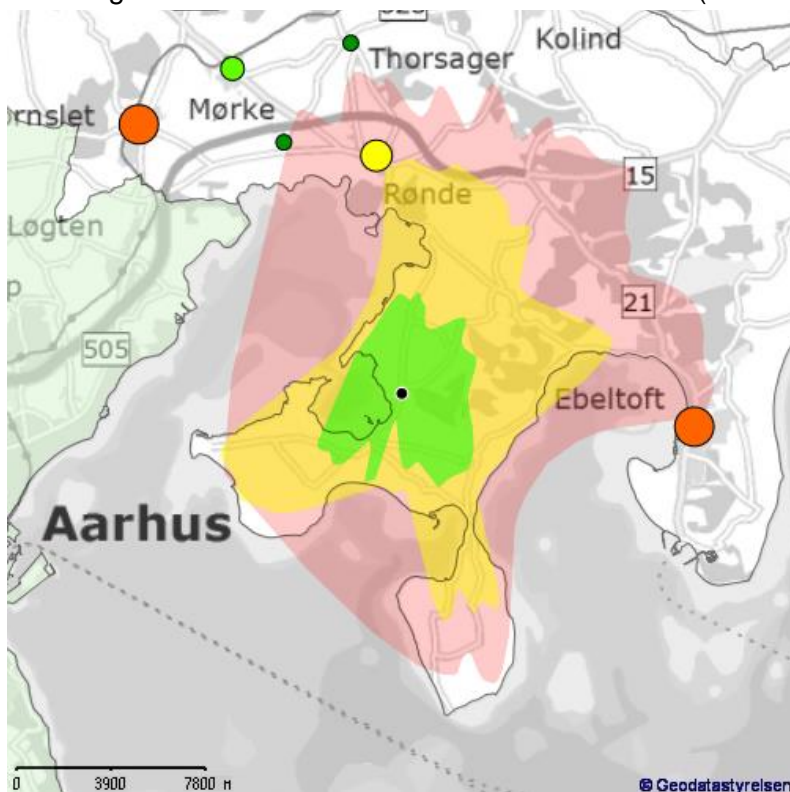 Kolind
Thorsager
Mørke
rnslet
15
Rønde
Løgten
21
505
Ebeltoft
Aarhus
0 3900 7800 M
© Geodatastyrelsen